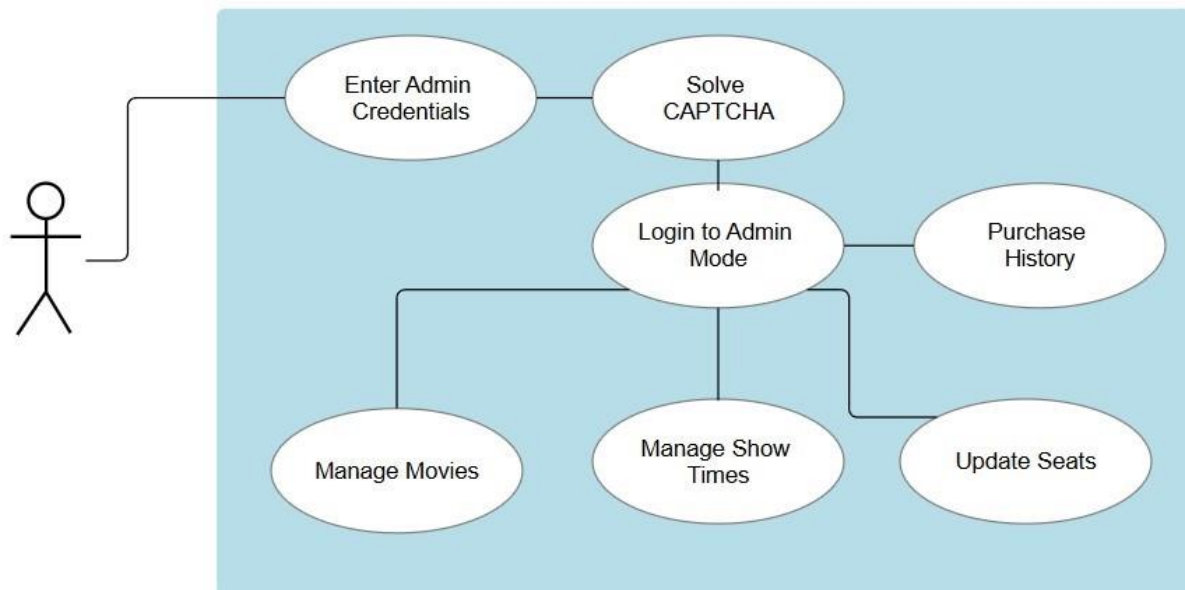 Enter Admin
Credentials
Solve
CAPTCHA
Login to Admin
Mode
Purchase
History
Manage Movies
Manage Show
Times
Update Seats